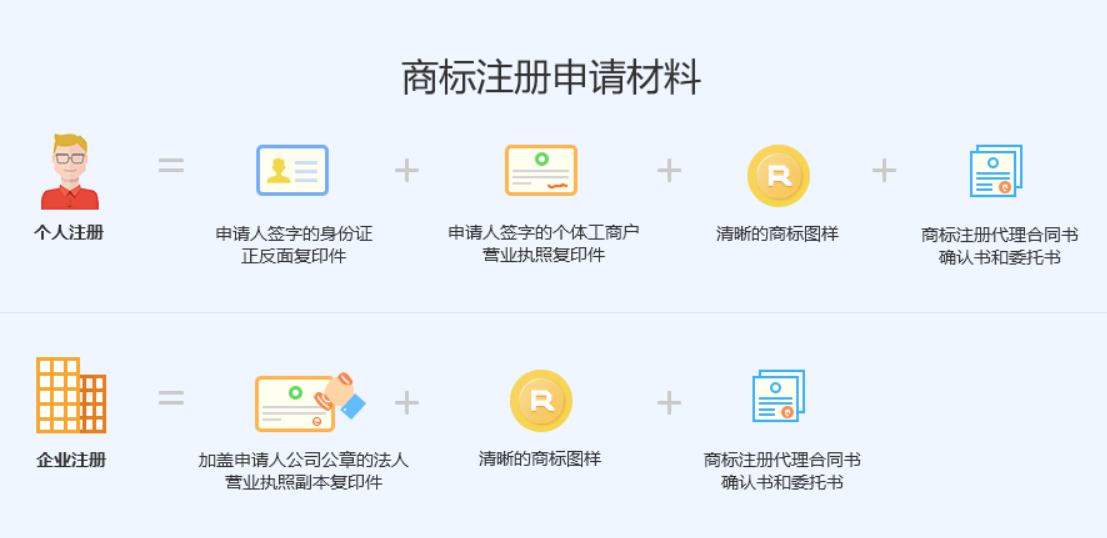 商标注册申请材料
个人注册
申请人签字的身份证
正反面复印件
申请人签字的个体工商户
营业执照复印件
清晰的商标图样
商标注册代理合同书
确认书和委托书
企业注册
加盖申请人公司公章的法人
营业执照副本复印件
清晰的商标图样
商标注册代理合同书
确认书和委托书